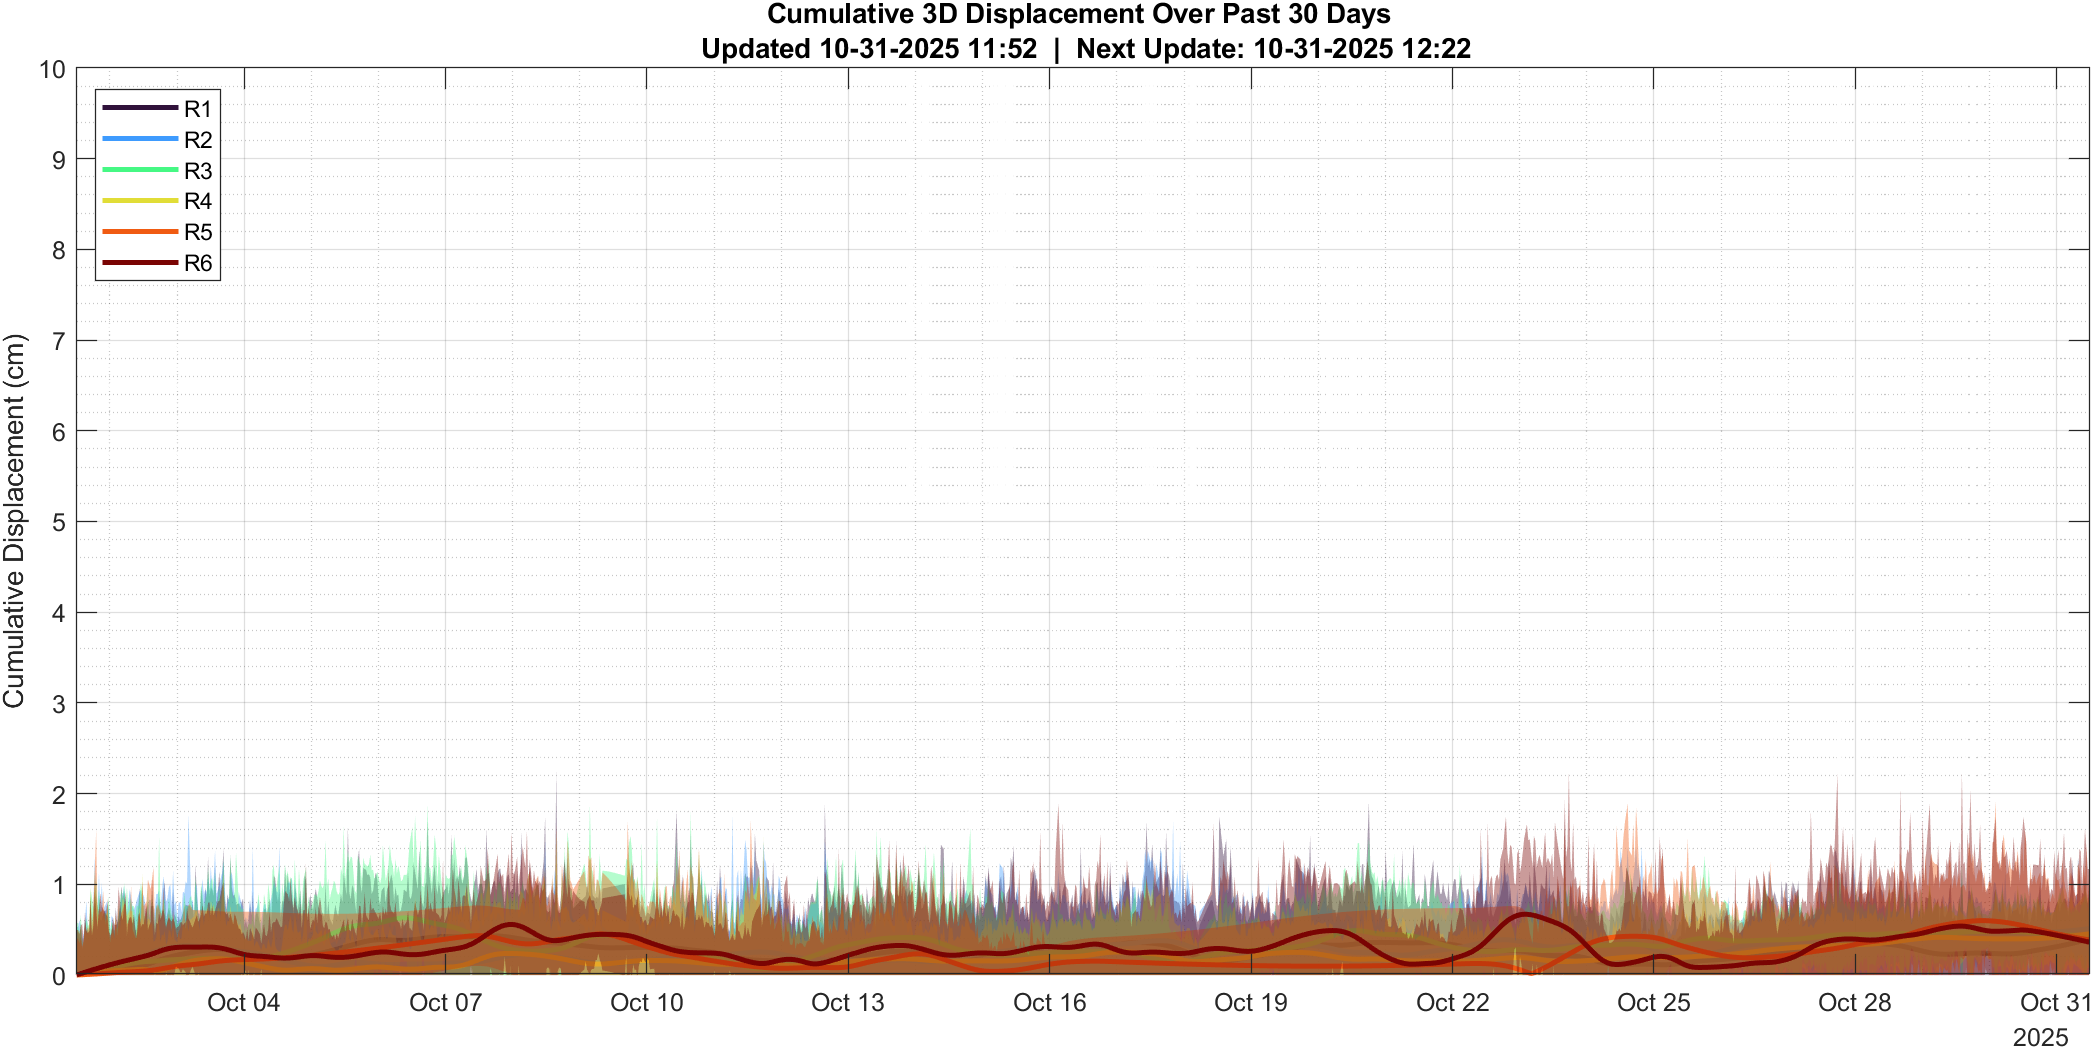 Cumulative 3D Displacement Over Past 30 Days
Updated 10-31-2025 11:52 | Next Update: 10-31-2025 12:22
10
9
8
7
6
5
4
3
2
1
0
Cumulative Displacement (cm)
R1
R2
R3
R4
R5
R6
Oct 04
Oct 07
Oct 10
Oct 13
Oct 16
Oct 19
Oct 22
Oct 25
Oct 28
Oct 31
2025